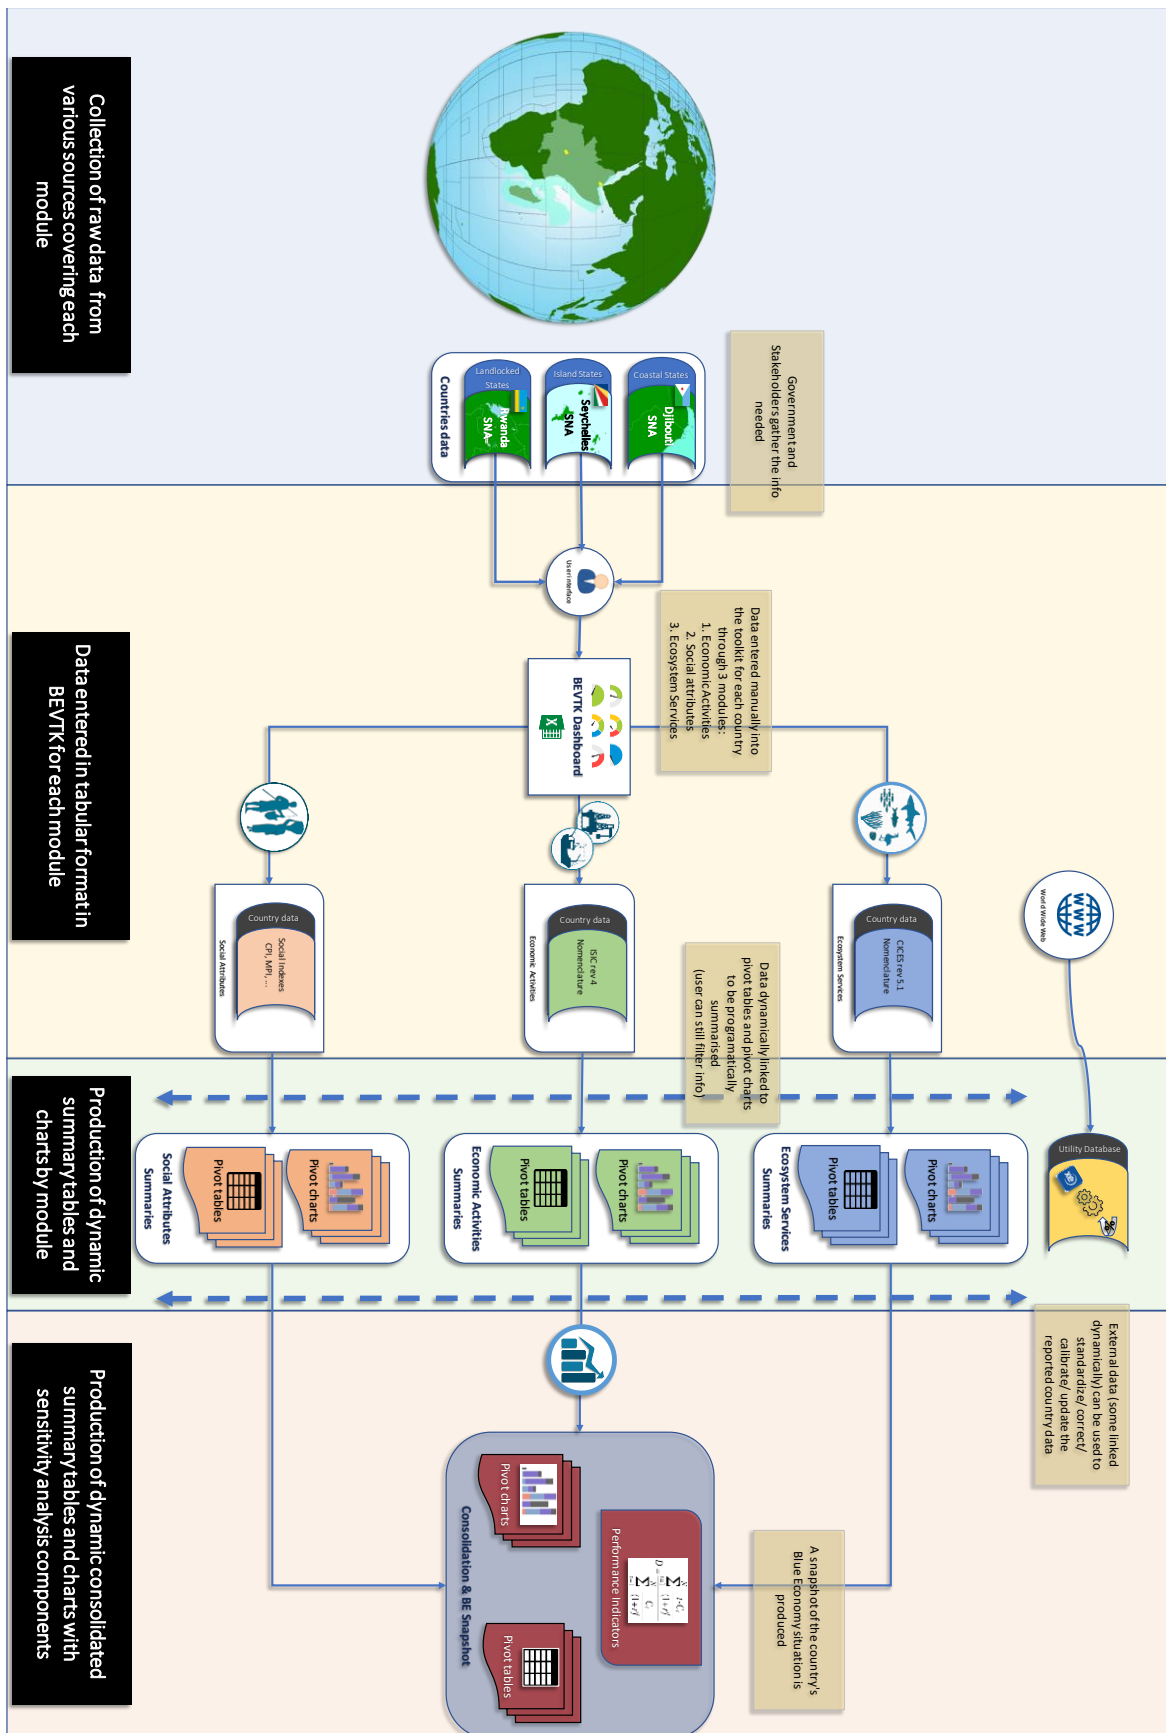 Collection of raw data from
various sources covering each
module
Government and
Stakeholders gather the info
needed
Coastal States
Djibouti
SNA
Island States
Seychelles
SNA
Landlocked
States
Rwanda
SNA
Countries data
Data entered in tabular format in
BEVTK for each module
User interface
Data entered manually into
the toolkit for each country
through 3 modules:
1. Economic Activities
2. Social attributes
3. Ecosystem Services
BEVTK Dashboard
WWW
World Wide Web
Country data
CICES rev 5.1
Nomenclature
Ecosystem Services
Country data
ISIC rev 4
Nomenclature
Economic Activities
Country data
Social Indexes
CPI, MPI, ...
Social Attributes
Data dynamically linked to
pivot tables and pivot charts
to be programatically
summarised
(user can still filter info)
Production of dynamic
summary tables and
charts by module
Utility Database
xe
%
Pivot charts
Pivot tables
Ecosystem Services
Summaries
Pivot charts
Pivot tables
Economic Activities
Summaries
Pivot charts
Pivot tables
Social Attributes
Summaries
External data (some linked
dynamically) can be used to
standardize/ correct/
calibrate/ update the
reported country data
Production of dynamic consolidated
summary tables and charts with
sensitivity analysis components
A snapshot of the country's
Blue Economy situation is
produced
Performance Indicators
Pivot charts
Pivot tables
Consolidation & BE Snapshot